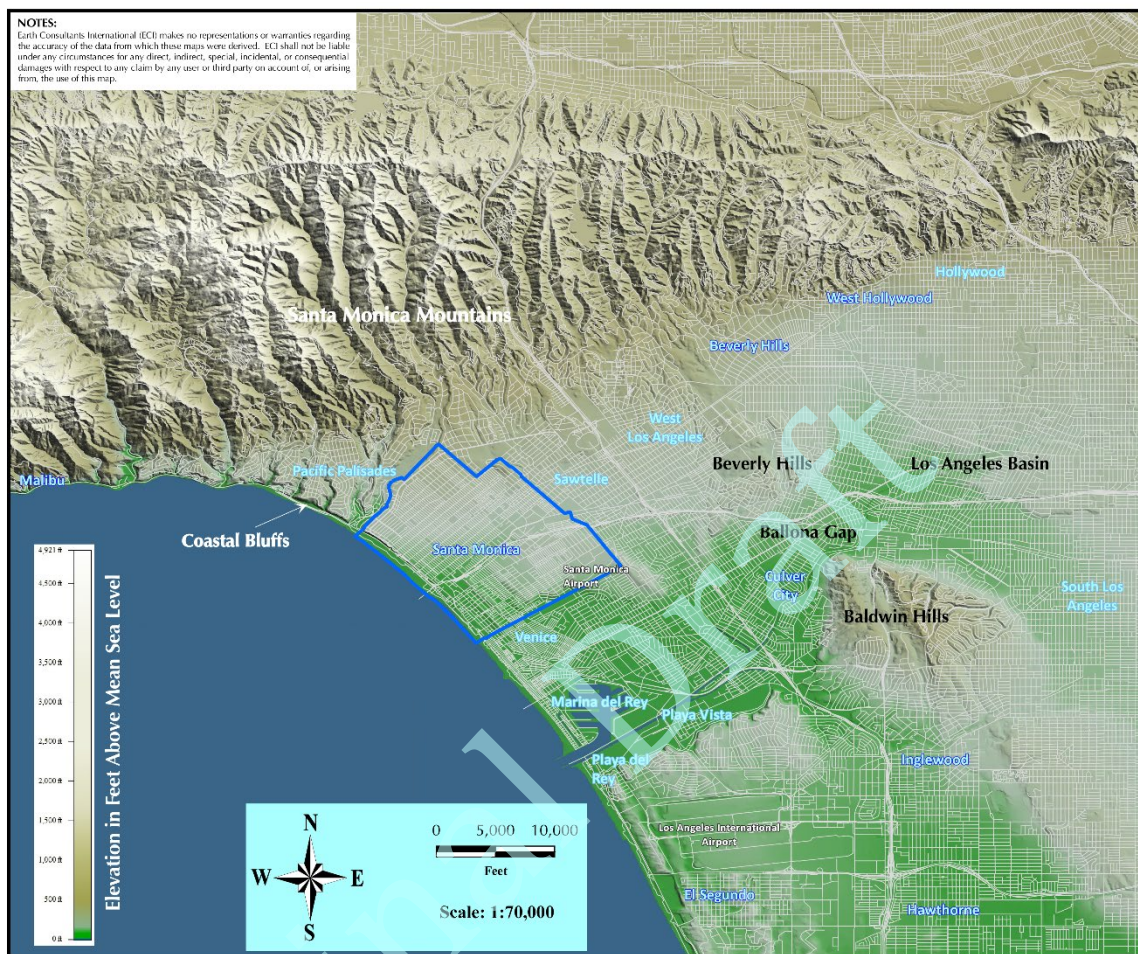 NOTES:
Earth Consultants International (ECI) makes no representations or warranties regarding
the accuracy of the data from which these maps were derived. ECI shall not be liable
under any circumstances for any direct, indirect, special, incidental, or consequential
damages with respect to any claim by any user or third party on account of, or arising
from, the use of this map.
Hollywood
West Hollywood
Santa Monica Mountains
Beverly Hills
West
Los Angeles
Pacific Palisades
Beverly Hills
Los Angeles Basin
Malibu
Sawtelle
Coastal Bluffs
Ballona Gap
Santa Monica
Santa Monica
Airport
Culver
City
South Los
Angeles
Baldwin Hills
Venice
Marina del Rey
Playa Vista
Playa del
Rey
Inglewood
Los Angeles International
Airport
El Segundo
Hawthorne
Elevation in Feet Above Mean Sea Level
4,921 ft
4,500 ft
4,000 ft
3,500 ft
3,000 ft
2,500 ft
2,000 ft
1,500 ft
1,000 ft
500 ft
0 ft
N
W E
S
0 5,000 10,000
Feet
Scale: 1:70,000
nal Draft